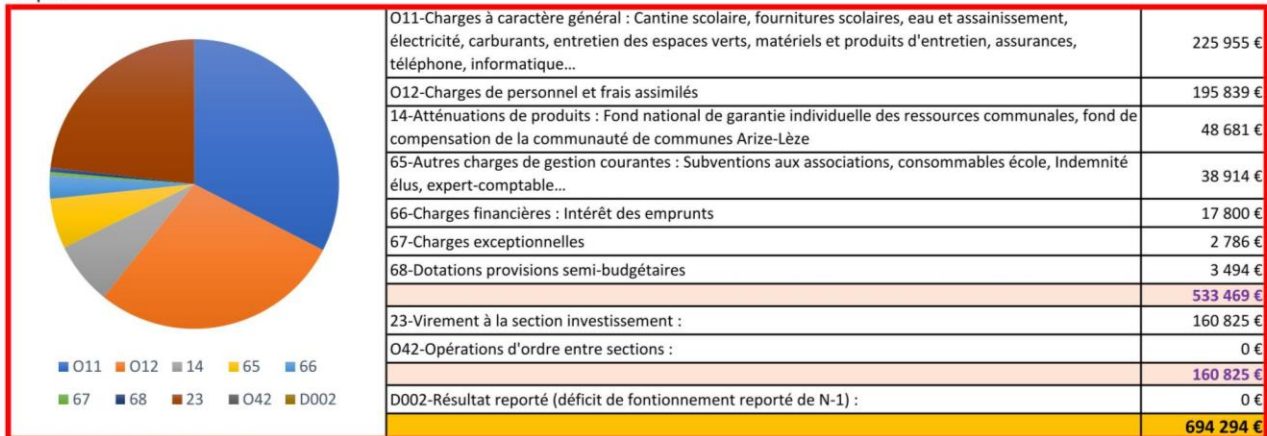 O11-Charges à caractère général : Cantine scolaire, fournitures scolaires, eau et assainissement,
électricité, carburants, entretien des espaces verts, matériels et produits d'entretien, assurances,
téléphone, informatique...
225 955 €
O12-Charges de personnel et frais assimilés
195 839 €
14-Atténuations de produits : Fond national de garantie individuelle des ressources communales, fond de
compensation de la communauté de communes Arize-Lèze
48 681 €
65-Autres charges de gestion courantes : Subventions aux associations, consommables école, Indemnité
élus, expert-comptable...
38 914 €
66-Charges financières : Intérêt des emprunts
17 800 €
67-Charges exceptionnelles
2 786 €
68-Dotations provisions semi-budgétaires
3 494 €
533 469 €
23-Virement à la section investissement :
160 825 €
O42-Opérations d'ordre entre sections :
0 €
160 825 €
D002-Résultat reporté (déficit de fontionnement reporté de N-1) :
0 €
694 294 €
O11 O12 14 65 66
67 68 23 O42 D002